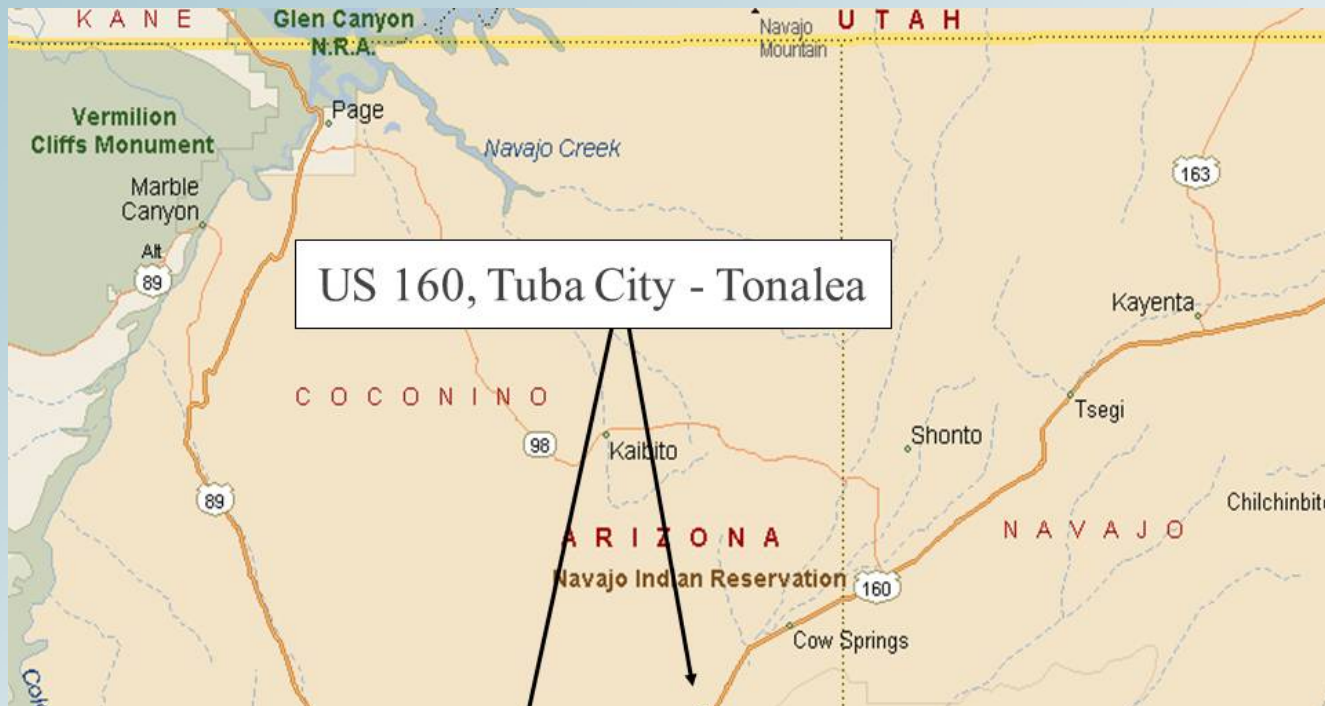 KANE
Glen Canyon
N.R.A.
Navajo
Mountain
UTAH
Vermilion
Cliffs Monument
Page
Navajo Creek
163
Marble
Canyon
Alt
89
US 160, Tuba City - Tonalea
Kayenta
COCONINO
Tsegi
98
Kaibito
Shonto
89
Chilchinbito
NAVAJO
ARIZONA
Navajo Indian Reservation
160
Cow Springs